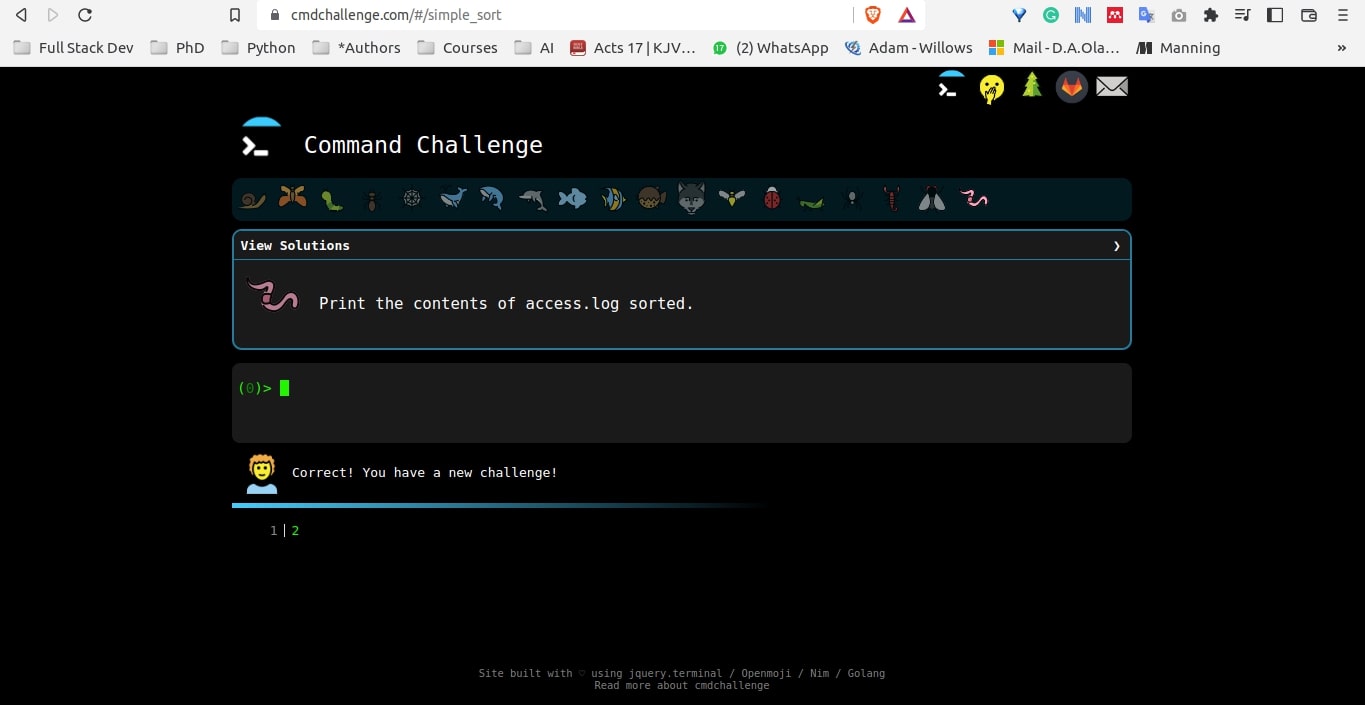 cmdchallenge.com/#/simple_sort
Full Stack Dev PhD Python *Authors Courses AI Acts 17 | KJV… 17 (2) WhatsApp Adam - Willows Mail - D.A.Ola… Manning »
Command Challenge
View Solutions ❯
Print the contents of access.log sorted.
(0)>
Correct! You have a new challenge!
1 | 2
Site built with ♡ using jquery.terminal / Openmoji / Nim / Golang
Read more about cmdchallenge